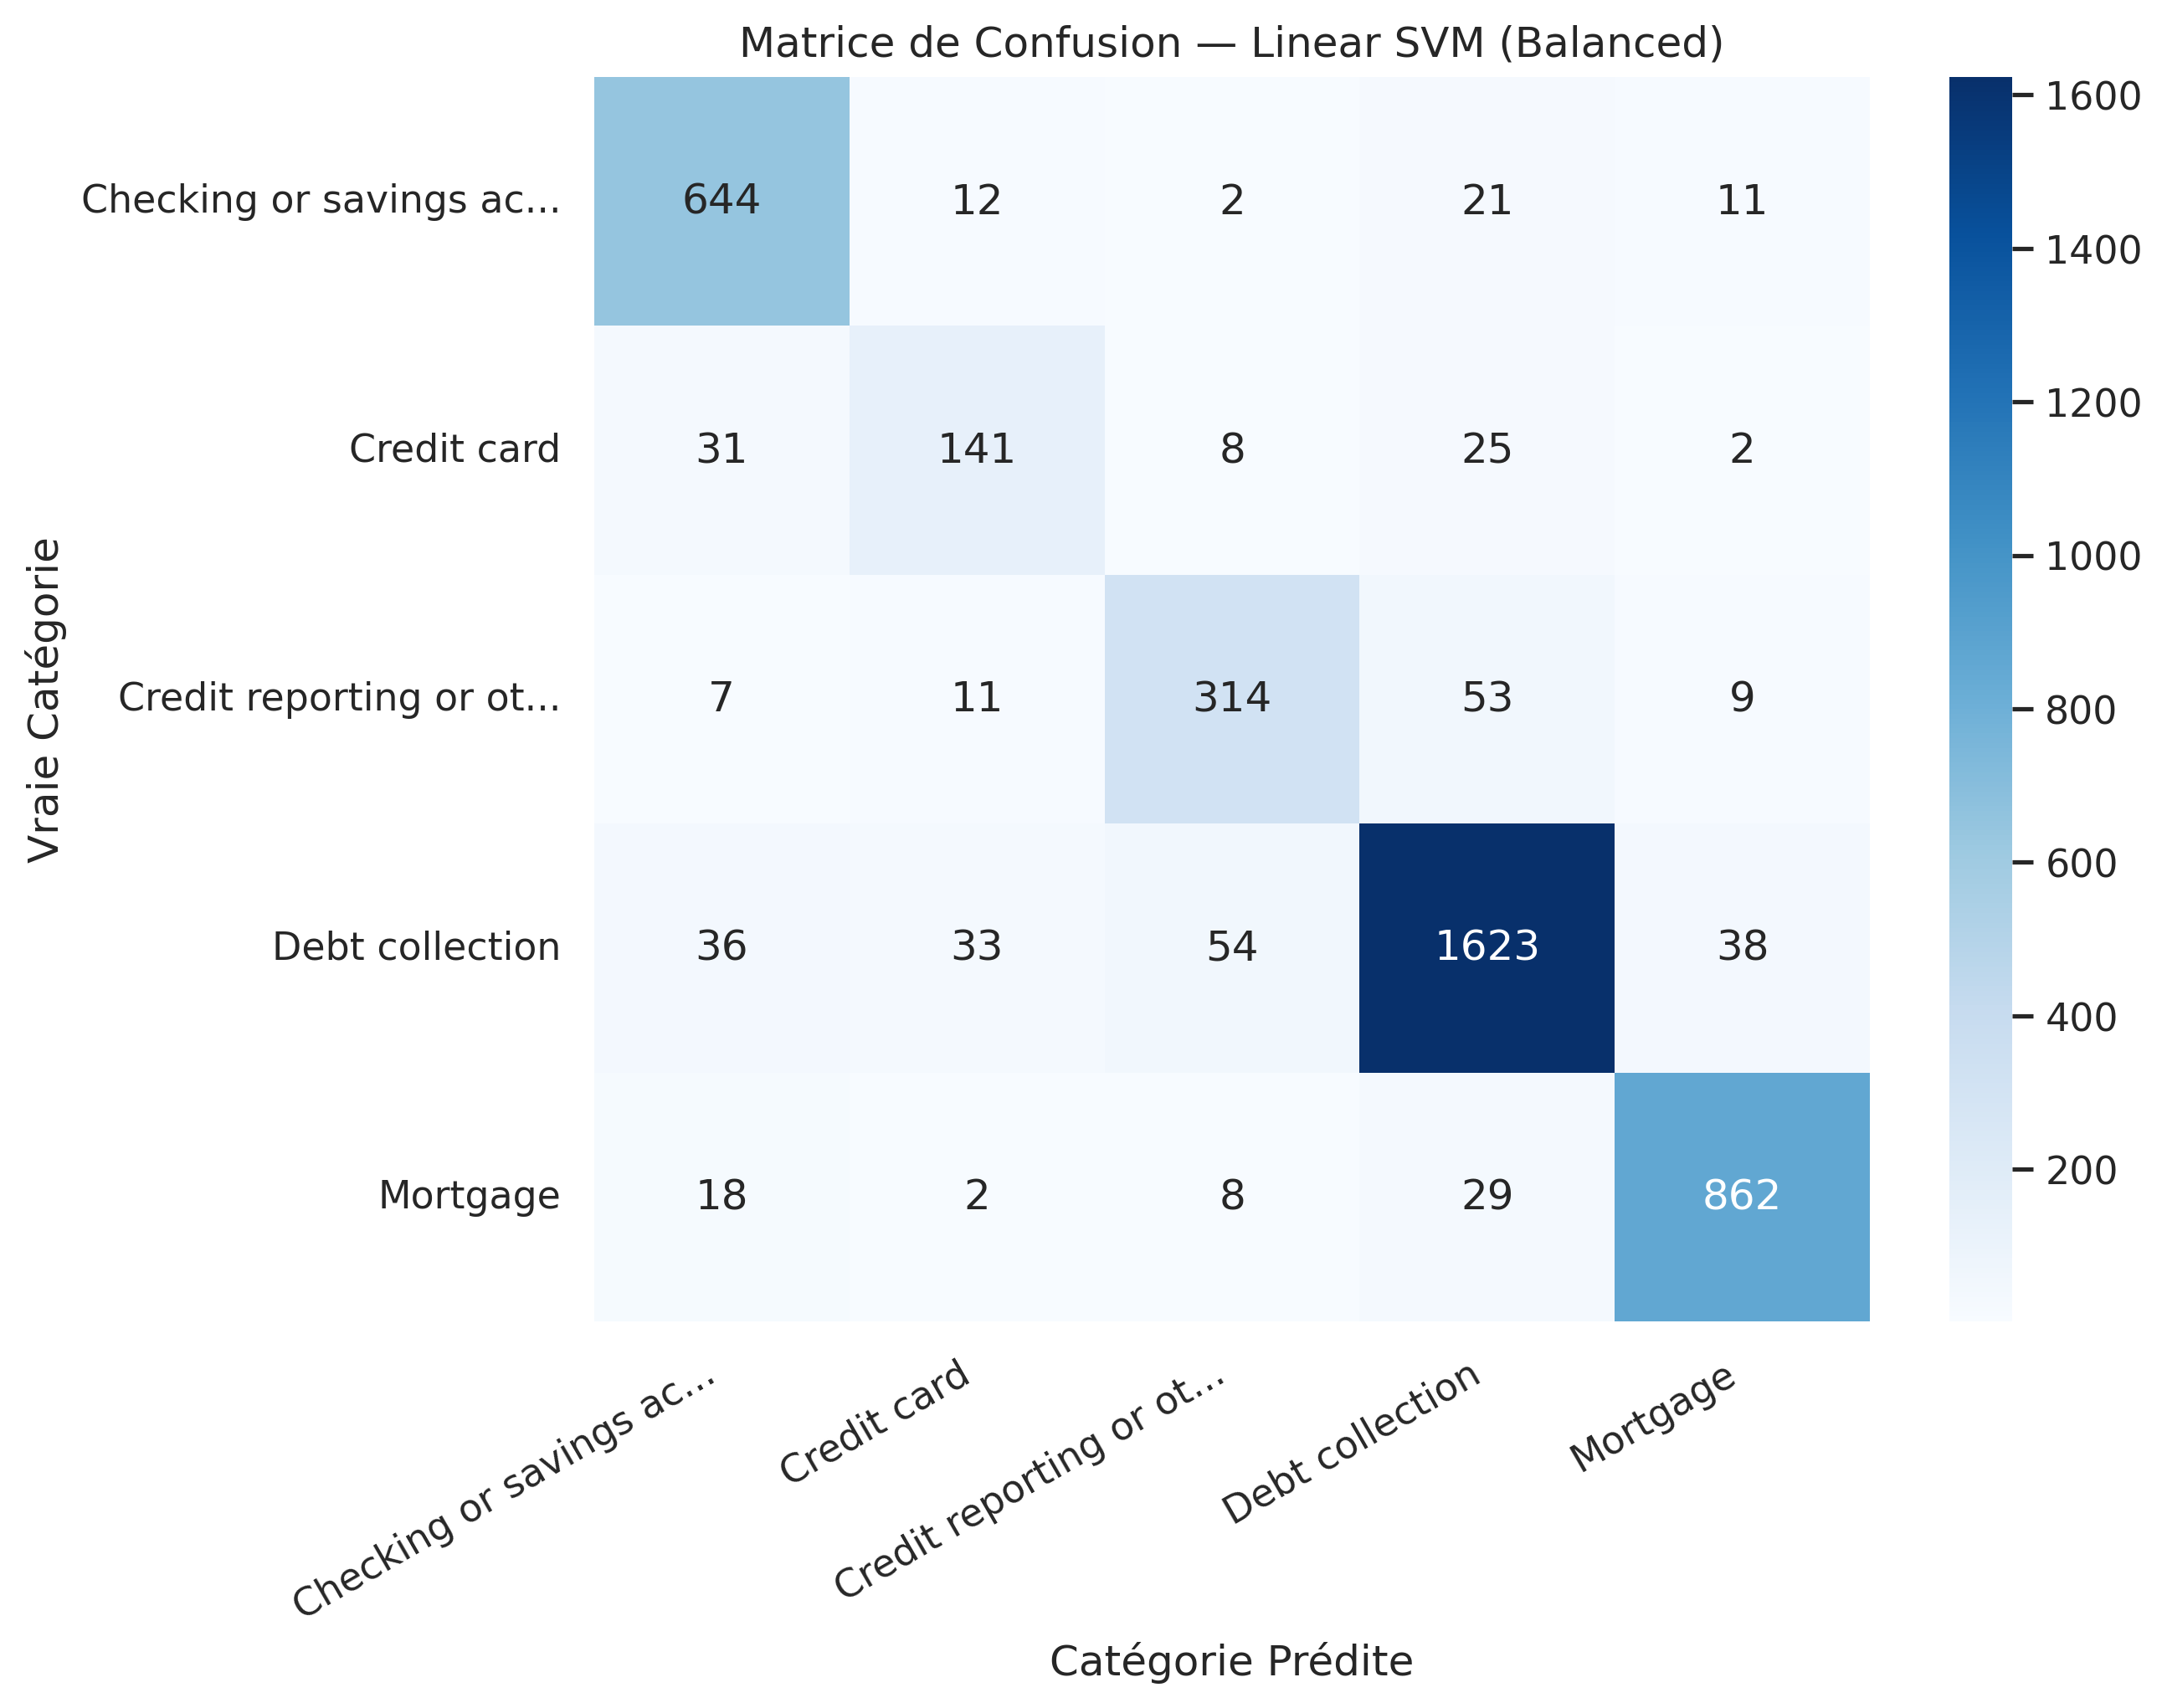 Matrice de Confusion — Linear SVM (Balanced)
Vraie Catégorie
Checking or savings ac...
644 12 2 21 11
Credit card
31 141 8 25 2
Credit reporting or ot...
7 11 314 53 9
Debt collection
36 33 54 1623 38
Mortgage
18 2 8 29 862
Checking or savings ac...
Credit card
Credit reporting or ot...
Debt collection
Mortgage
Catégorie Prédite
1600
1400
1200
1000
800
600
400
200